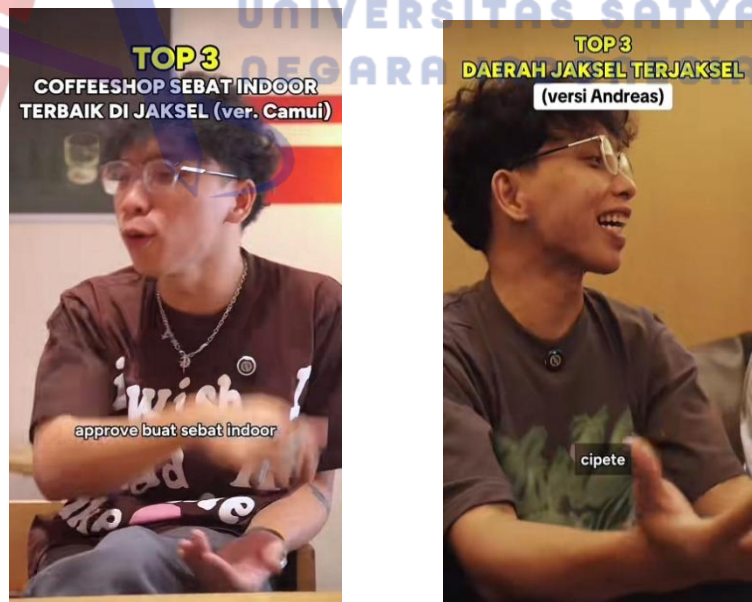 UNIVERSITAS SATYA
NEGARA
TOP 3
COFFEESHOP SEBAT INDOOR
TERBAIK DI JAKSEL (ver. Camui)
i
wish I
approve buat sebat indoor
TOP 3
DAERAH JAKSEL TERJAKSEL
(versi Andreas)
cipete